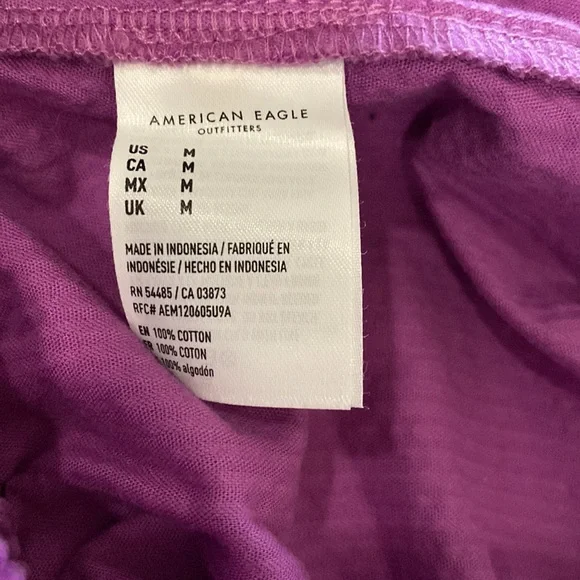 AMERICAN EAGLE
OUTFITTERS
US M
CA M
MX M
UK M
MADE IN INDONESIA / FABRIQUÉ EN
INDONÉSIE / HECHO EN INDONESIA
RN 54485 / CA 03873
RFC# AEM120605U9A
EN 100% COTTON
FR 100% COTON
100% algodón